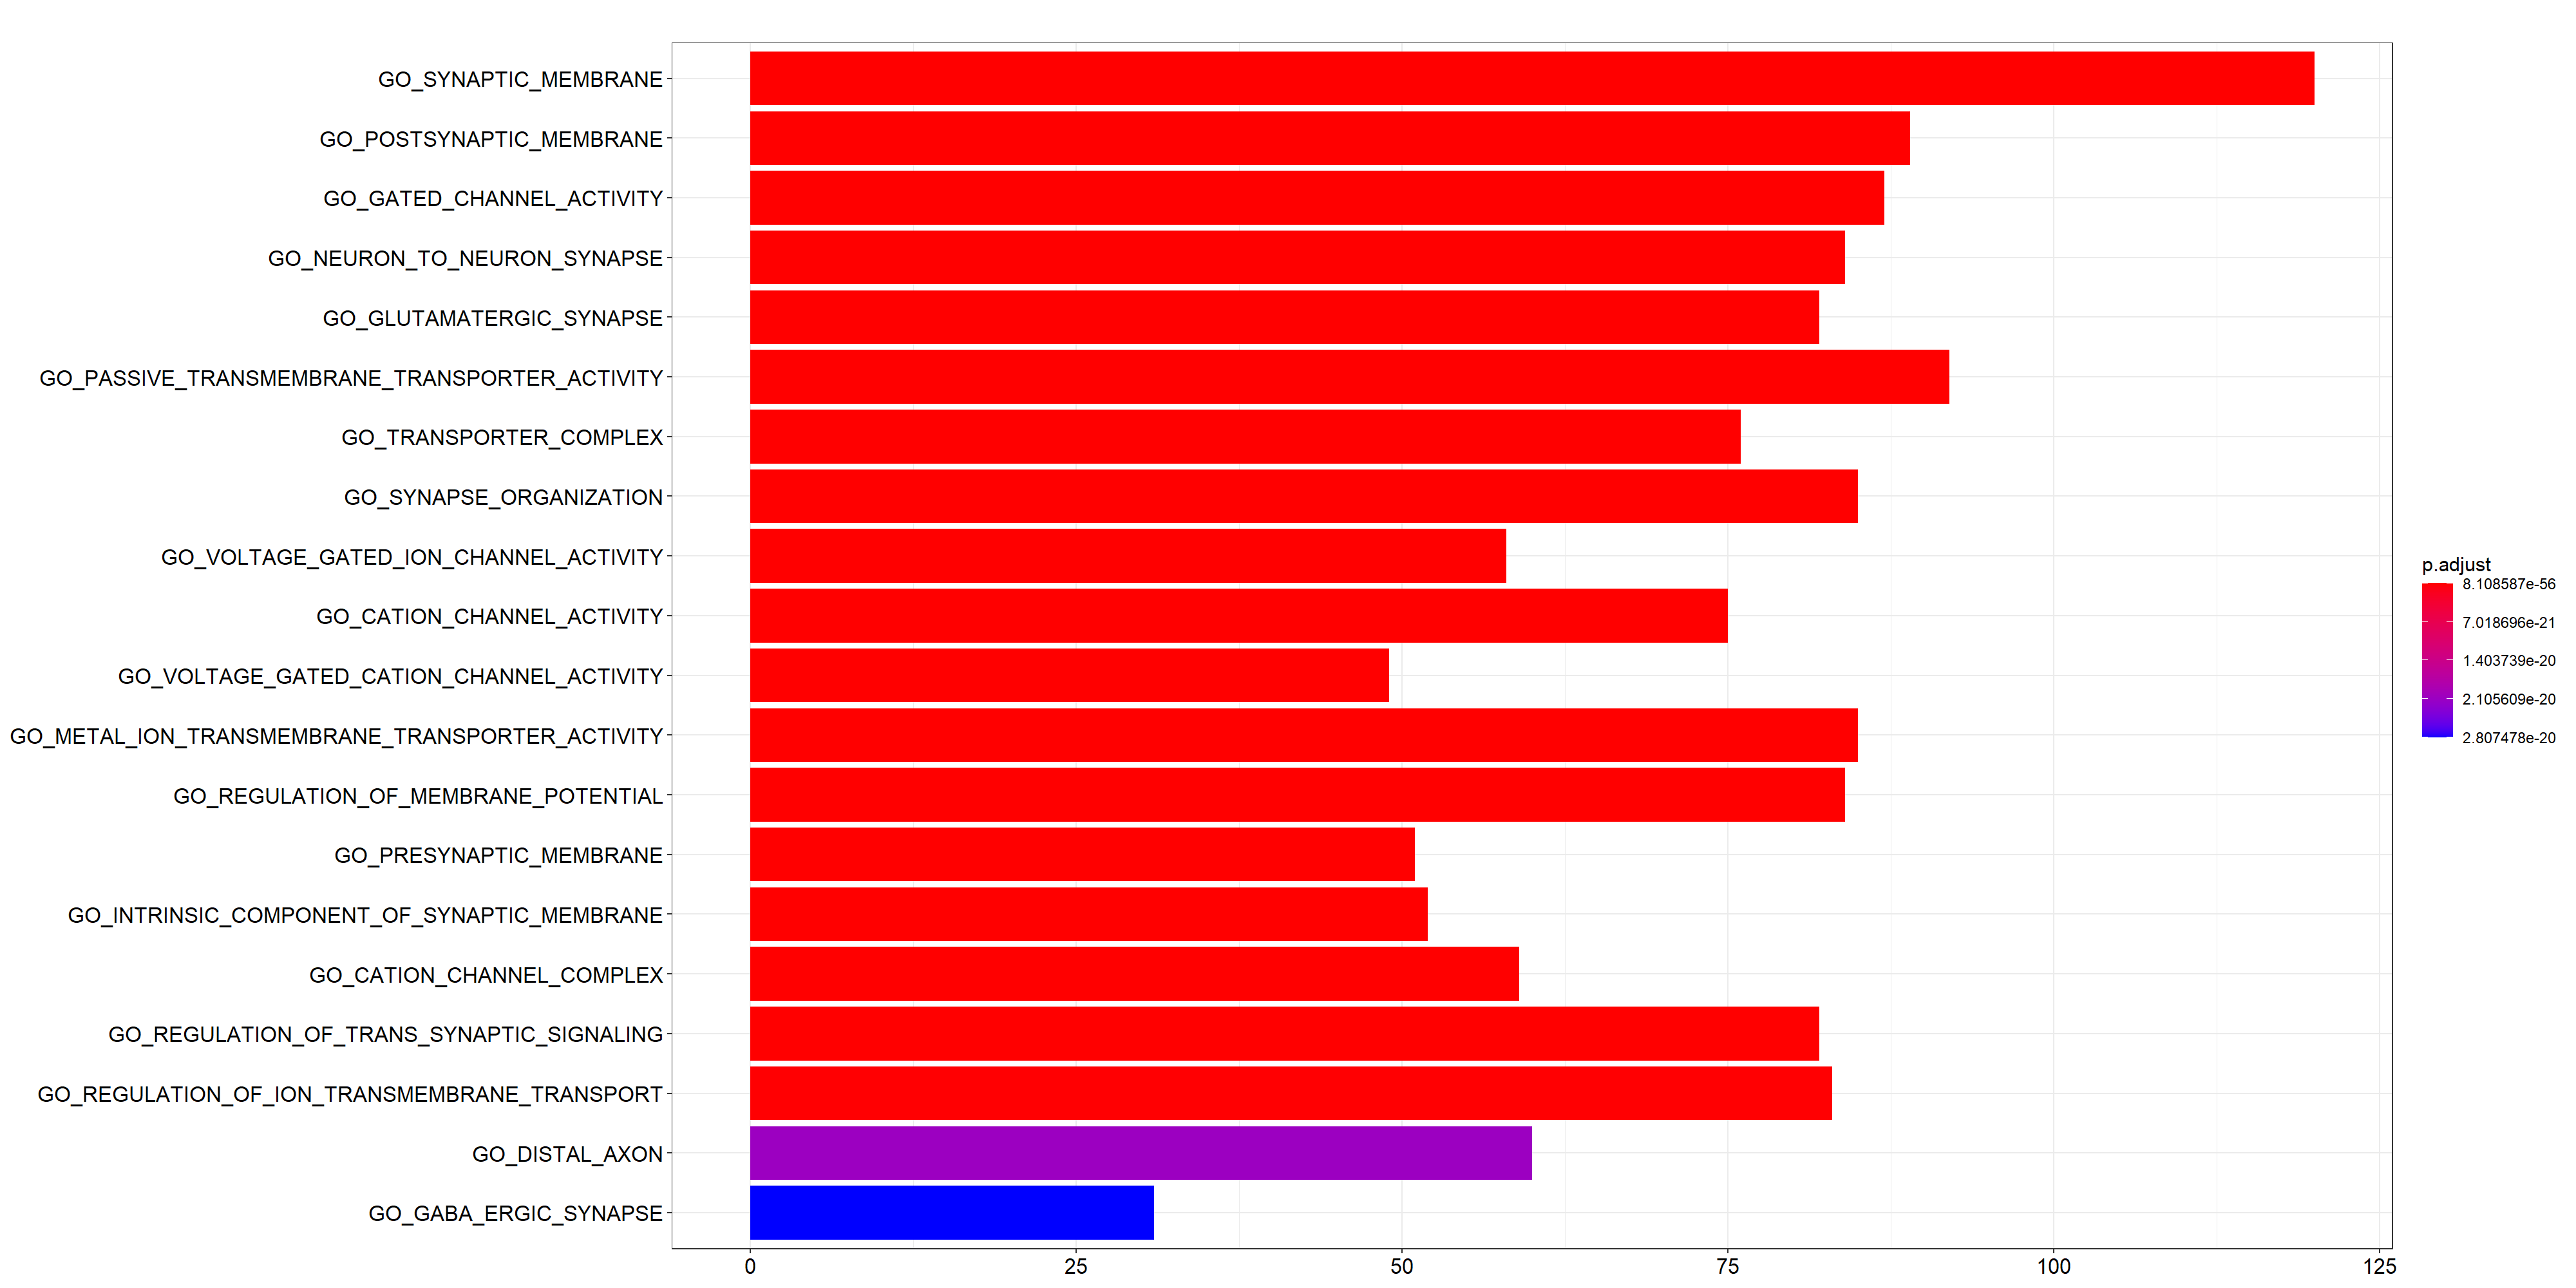 GO_SYNAPTIC_MEMBRANE
GO_POSTSYNAPTIC_MEMBRANE
GO_GATED_CHANNEL_ACTIVITY
GO_NEURON_TO_NEURON_SYNAPSE
GO_GLUTAMATERGIC_SYNAPSE
GO_PASSIVE_TRANSMEMBRANE_TRANSPORTER_ACTIVITY
GO_TRANSPORTER_COMPLEX
GO_SYNAPSE_ORGANIZATION
GO_VOLTAGE_GATED_ION_CHANNEL_ACTIVITY
GO_CATION_CHANNEL_ACTIVITY
GO_VOLTAGE_GATED_CATION_CHANNEL_ACTIVITY
GO_METAL_ION_TRANSMEMBRANE_TRANSPORTER_ACTIVITY
GO_REGULATION_OF_MEMBRANE_POTENTIAL
GO_PRESYNAPTIC_MEMBRANE
GO_INTRINSIC_COMPONENT_OF_SYNAPTIC_MEMBRANE
GO_CATION_CHANNEL_COMPLEX
GO_REGULATION_OF_TRANS_SYNAPTIC_SIGNALING
GO_REGULATION_OF_ION_TRANSMEMBRANE_TRANSPORT
GO_DISTAL_AXON
GO_GABA_ERGIC_SYNAPSE
0 25 50 75 100 125
p.adjust
8.108587e-56
7.018696e-21
1.403739e-20
2.105609e-20
2.807478e-20